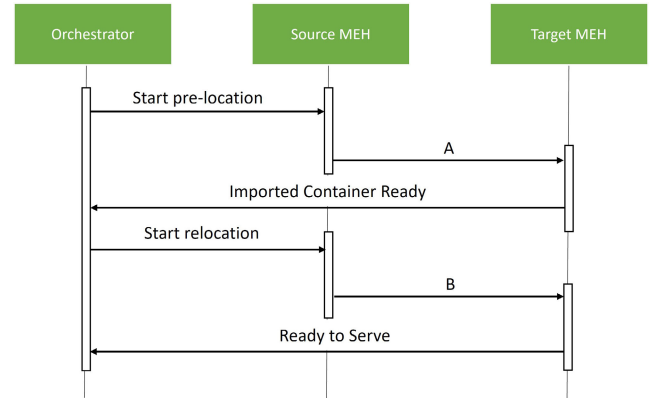 Orchestrator
Source MEH
Target MEH
Start pre-location
A
Imported Container Ready
Start relocation
B
Ready to Serve